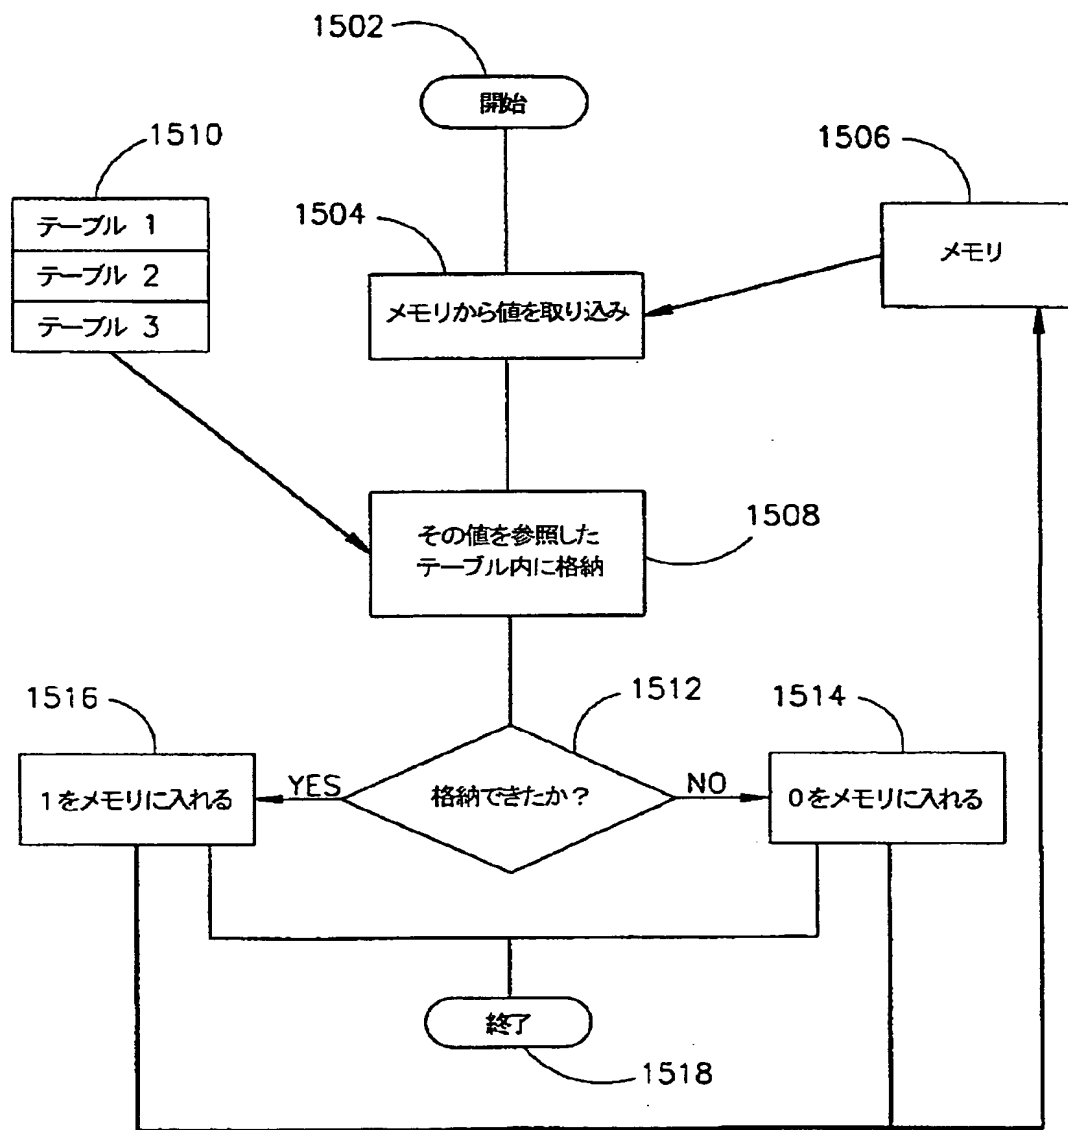 1502
開始
1510
1506
テーブル 1
テーブル 2
テーブル 3
1504
メモリ
メモリから値を取り込み
その値を参照した
テーブル内に格納
1508
1516
1512
1514
1をメモリに入れる
YES
格納できたか?
NO
0をメモリに入れる
終了
1518